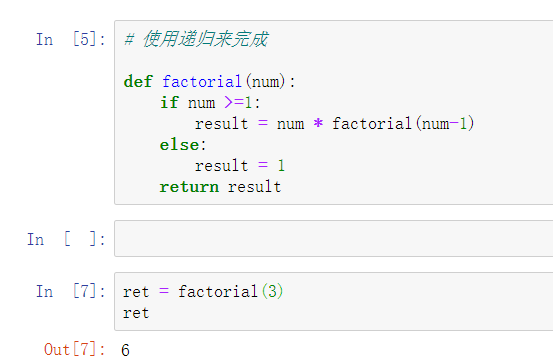 In [5]: # 使用递归来完成
def factorial(num):
    if num >=1:
        result = num * factorial(num-1)
    else:
        result = 1
    return result
In [ ]:
In [7]: ret = factorial(3)
ret
Out[7]: 6